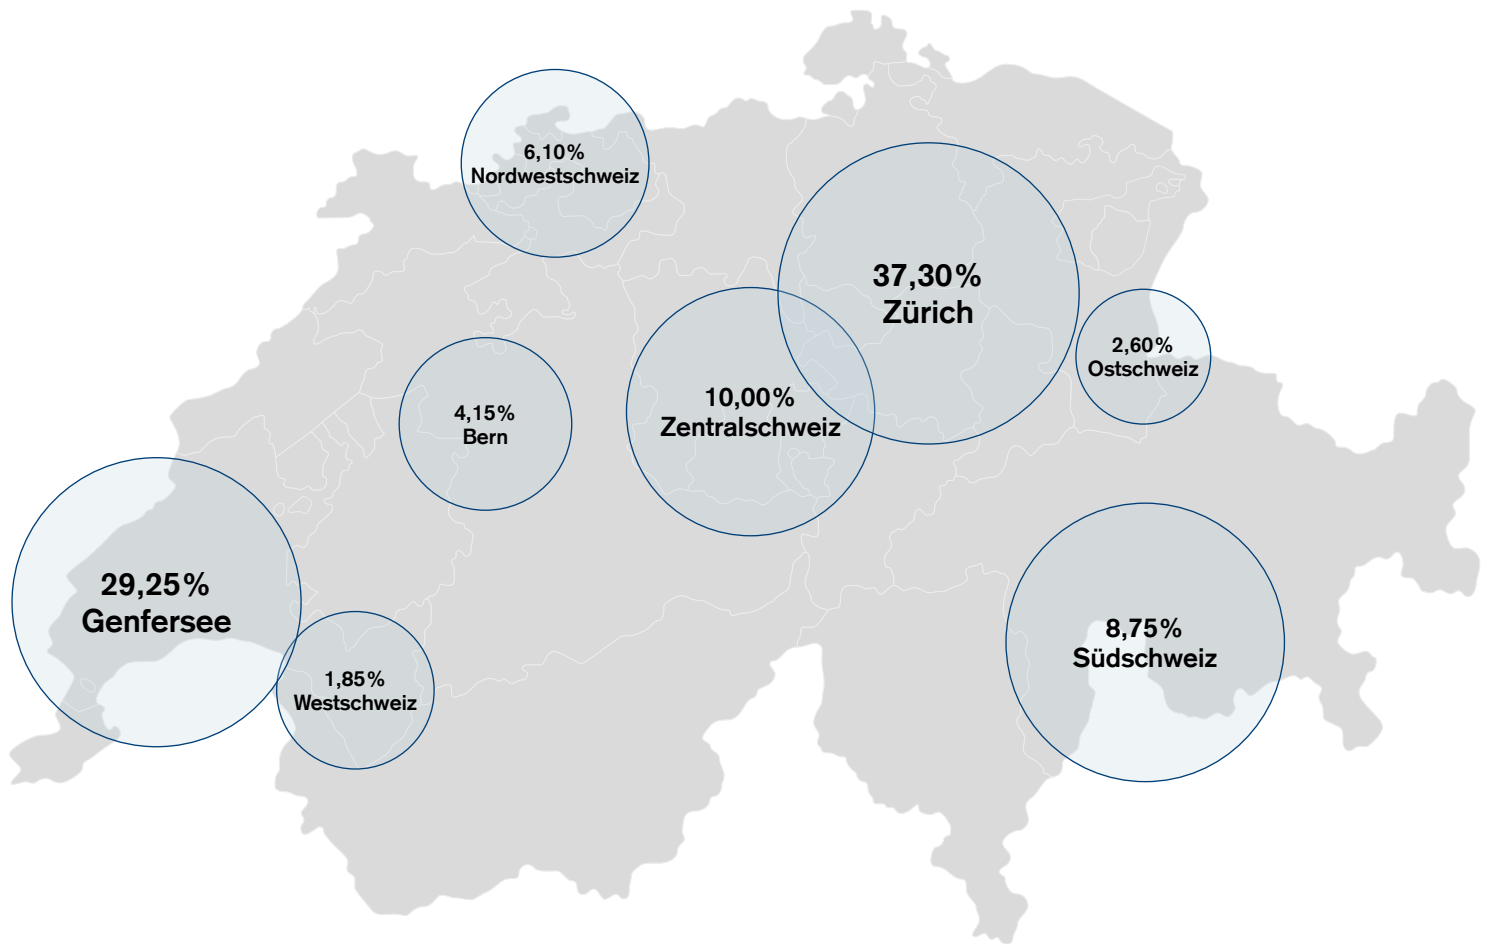 6,10%
Nordwestschweiz
37,30%
Zürich
2,60%
Ostschweiz
10,00%
Zentralschweiz
4,15%
Bern
29,25%
Genfersee
8,75%
Südschweiz
1,85%
Westschweiz